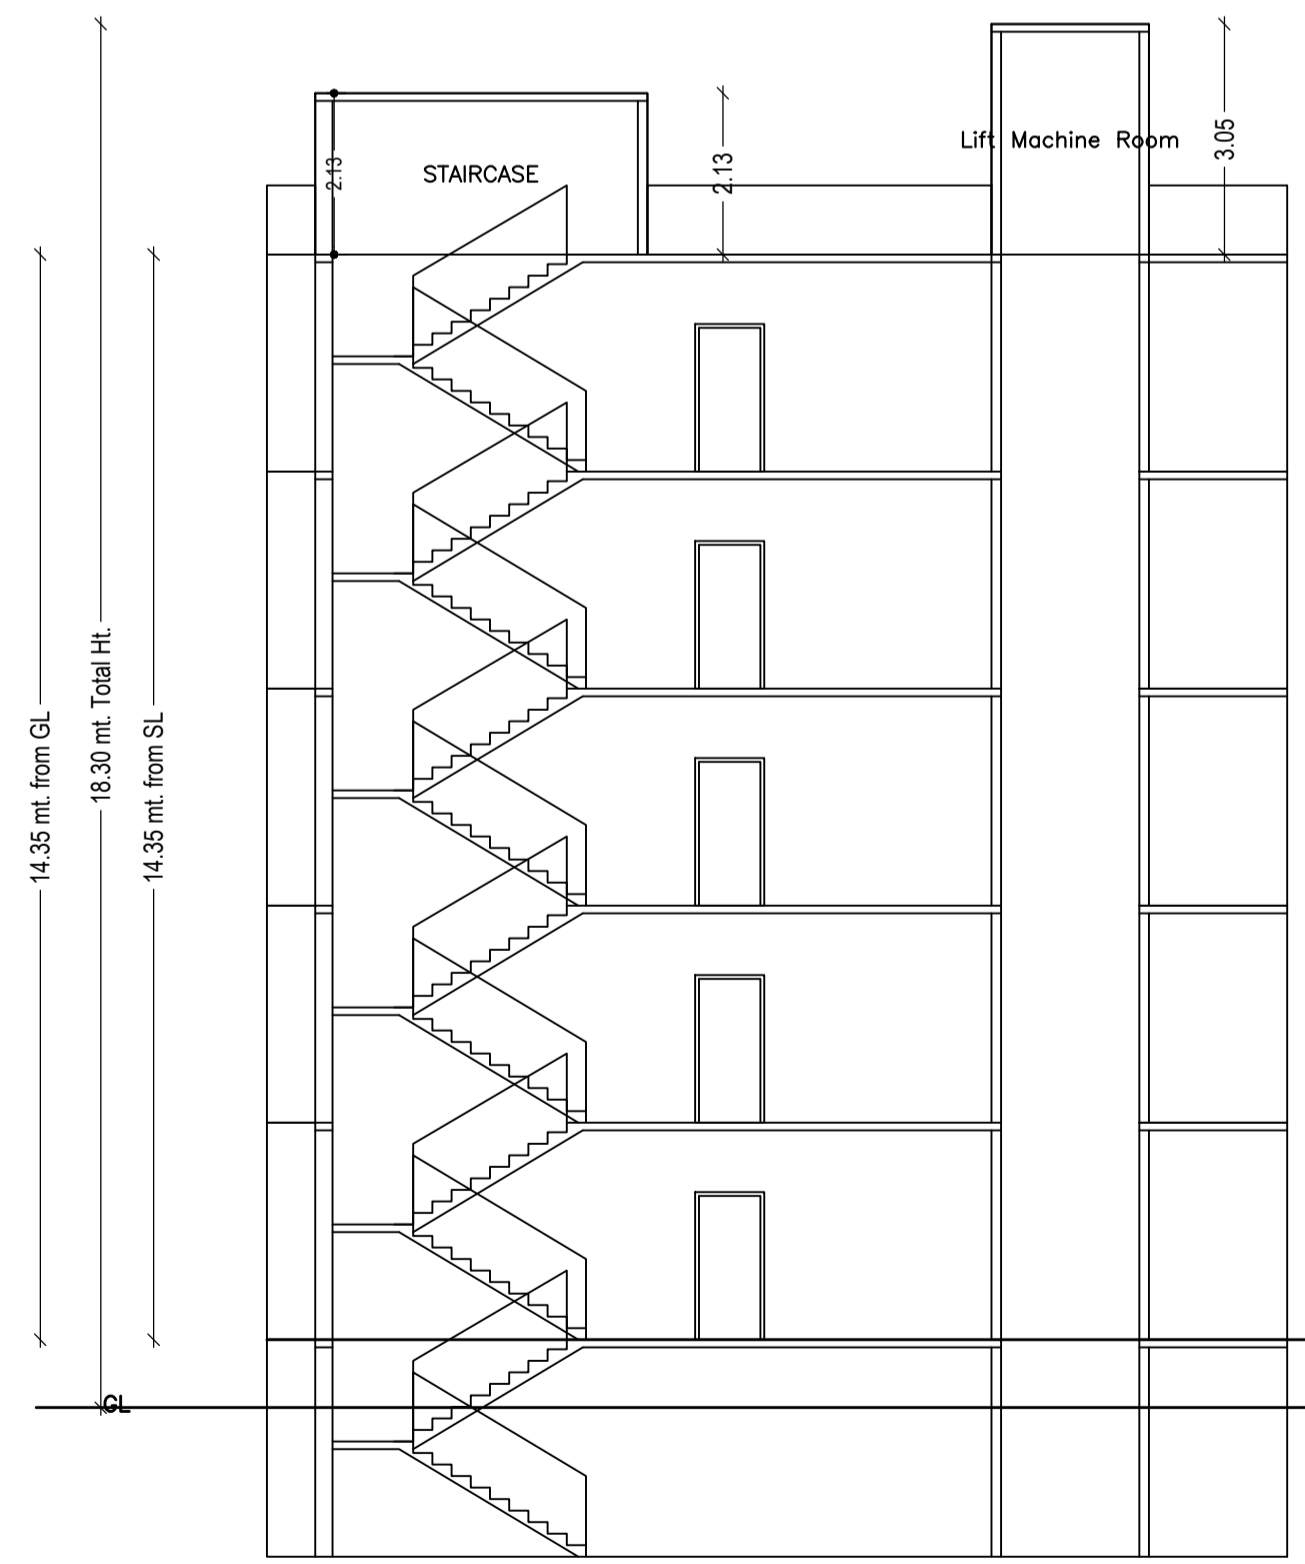 STAIRCASE
2.13
2.13
Lift Machine Room
3.05
14.35 mt. from GL
18.30 mt. Total Ht.
14.35 mt. from SL
GL